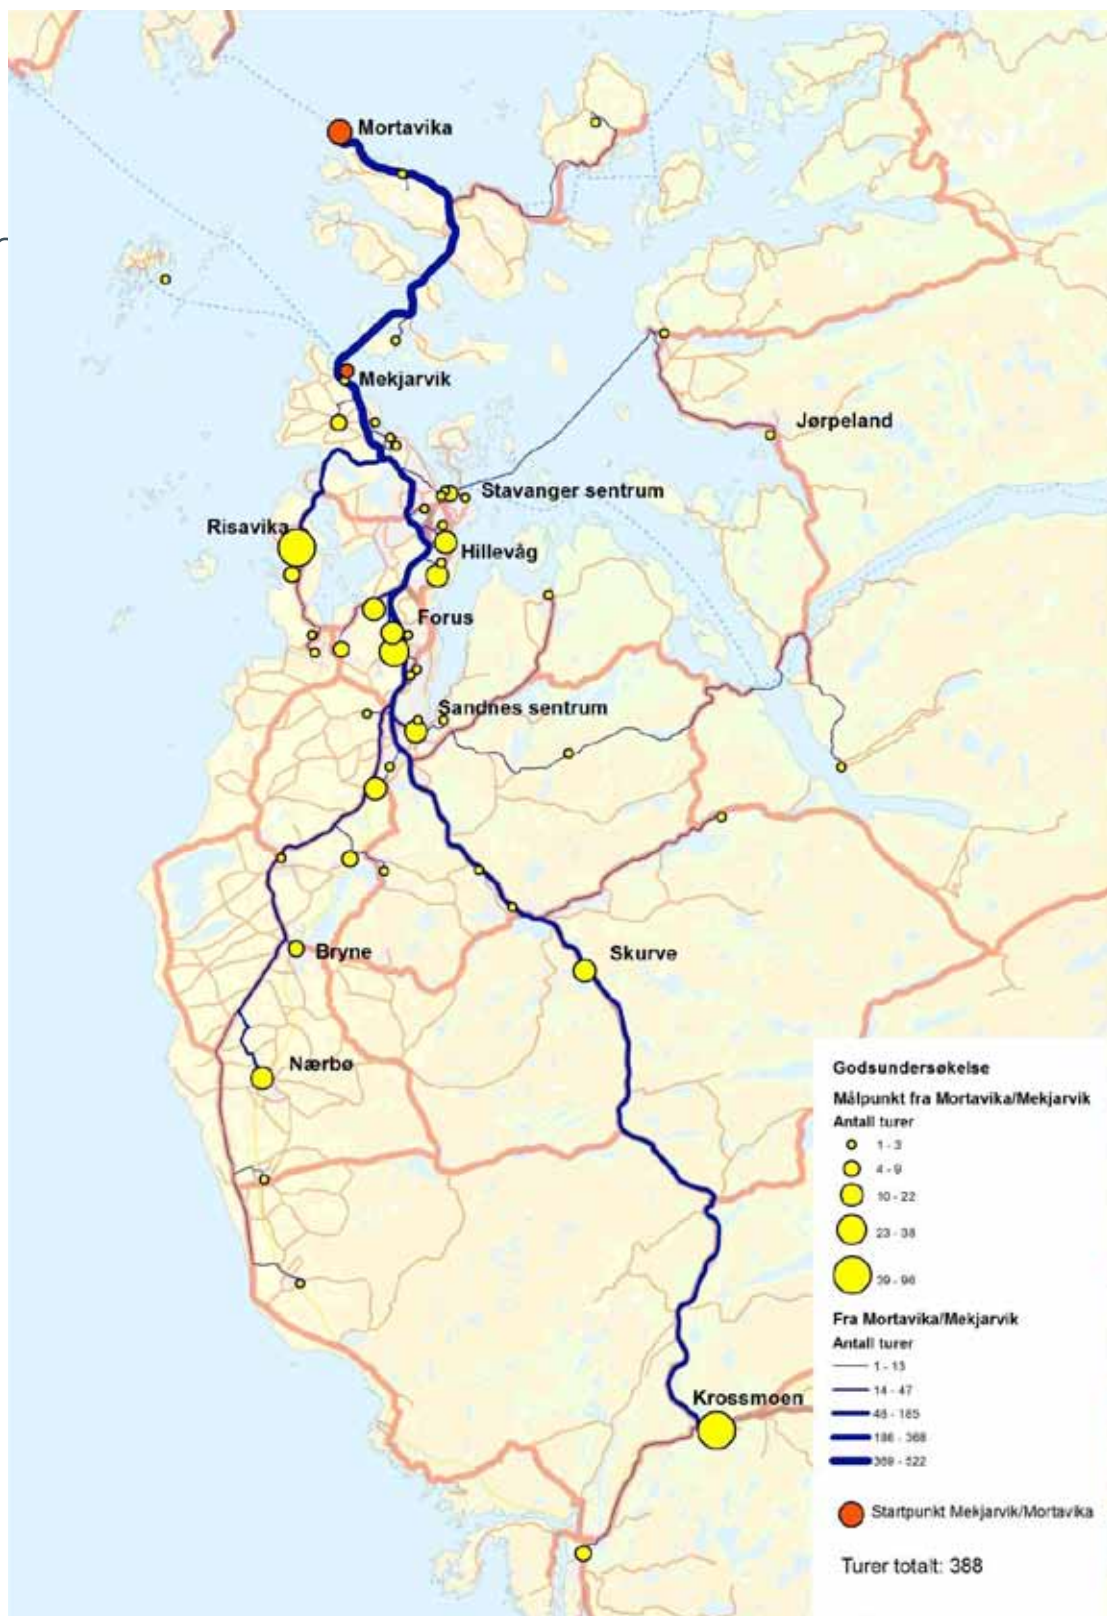 Mortavika
Mekjarvik
Jørpeland
Stavanger sentrum
Risavika
Hillevåg
Forus
Sandnes sentrum
Bryne
Skurve
Nærbø
Krossmoen
Godsundersøkelse
Målpunkt fra Mortavika/Mekjarvik
Antall turer
1 - 3
4 - 9
10 - 22
23 - 38
39 - 96
Fra Mortavika/Mekjarvik
Antall turer
1 - 13
14 - 47
48 - 185
186 - 368
369 - 522
Startpunkt Mekjarvik/Mortavika
Turer totalt: 388